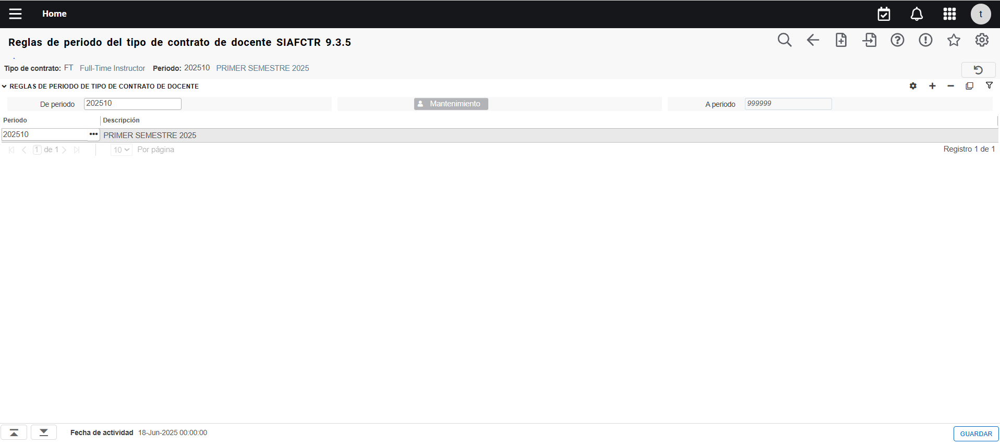 Home
t
Reglas de periodo del tipo de contrato de docente SIAFCTR 9.3.5
Tipo de contrato: FT Full-Time Instructor Periodo: 202510 PRIMER SEMESTRE 2025
REGLAS DE PERIODO DE TIPO DE CONTRATO DE DOCENTE
De periodo 202510 Mantenimiento A periodo 999999
Periodo Descripción
202510 ••• PRIMER SEMESTRE 2025
1 de 1 10 Por página Registro 1 de 1
Fecha de actividad 18-Jun-2025 00:00:00
GUARDAR